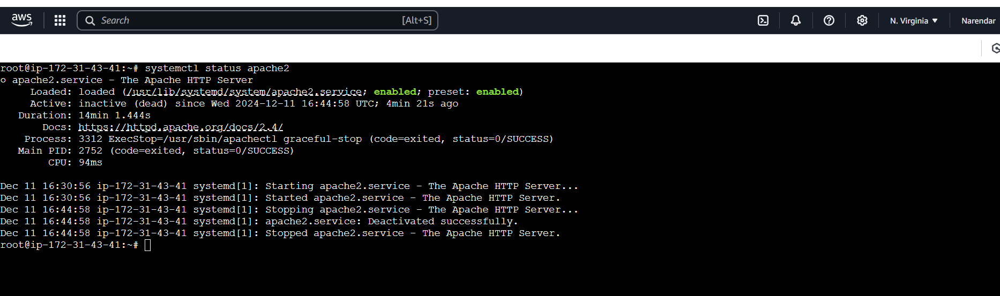 aws
Search [Alt+S] N. Virginia ▼ Narendar
root@ip-172-31-43-41:~# systemctl status apache2
○ apache2.service - The Apache HTTP Server
     Loaded: loaded (/usr/lib/systemd/system/apache2.service; enabled; preset: enabled)
     Active: inactive (dead) since Wed 2024-12-11 16:44:58 UTC; 4min 21s ago
   Duration: 14min 1.444s
       Docs: https://httpd.apache.org/docs/2.4/
    Process: 3312 ExecStop=/usr/sbin/apachectl graceful-stop (code=exited, status=0/SUCCESS)
   Main PID: 2752 (code=exited, status=0/SUCCESS)
        CPU: 94ms
Dec 11 16:30:56 ip-172-31-43-41 systemd[1]: Starting apache2.service - The Apache HTTP Server...
Dec 11 16:30:56 ip-172-31-43-41 systemd[1]: Started apache2.service - The Apache HTTP Server.
Dec 11 16:44:58 ip-172-31-43-41 systemd[1]: Stopping apache2.service - The Apache HTTP Server...
Dec 11 16:44:58 ip-172-31-43-41 systemd[1]: apache2.service: Deactivated successfully.
Dec 11 16:44:58 ip-172-31-43-41 systemd[1]: Stopped apache2.service - The Apache HTTP Server.
root@ip-172-31-43-41:~#